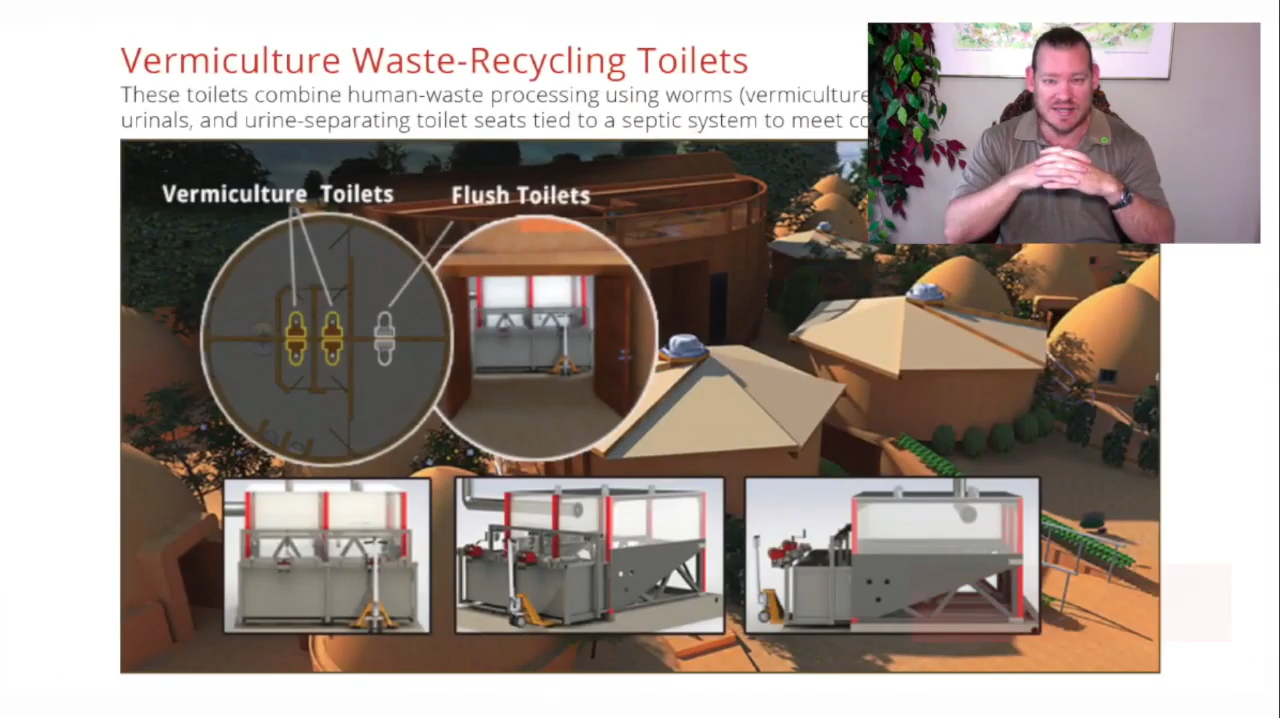 Vermiculture Waste-Recycling Toilets
These toilets combine human-waste processing using worms (vermiculture
urinals, and urine-separating toilet seats tied to a septic system to meet co
Vermiculture Toilets
Flush Toilets